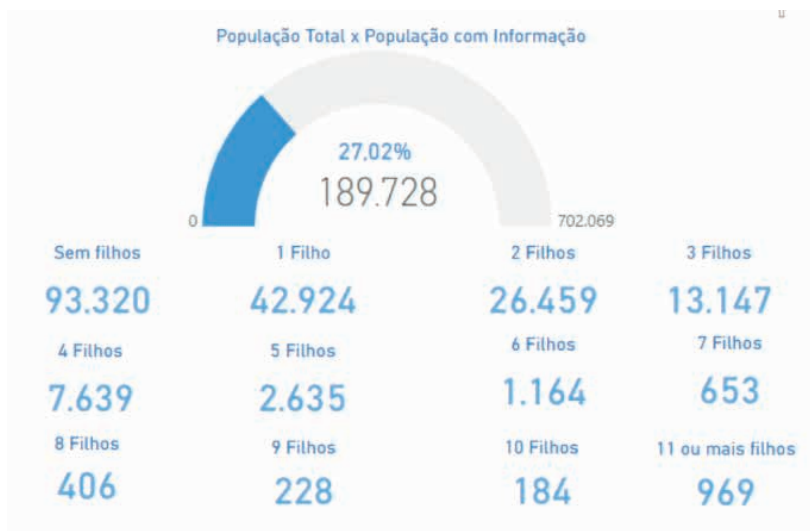 População Total x População com Informação
27,02%
189.728
0
702.069
Sem filhos
1 Filho
2 Filhos
3 Filhos
93.320
42.924
26.459
13.147
4 Filhos
5 Filhos
6 Filhos
7 Filhos
7.639
2.635
1.164
653
8 Filhos
9 Filhos
10 Filhos
11 ou mais filhos
406
228
184
969